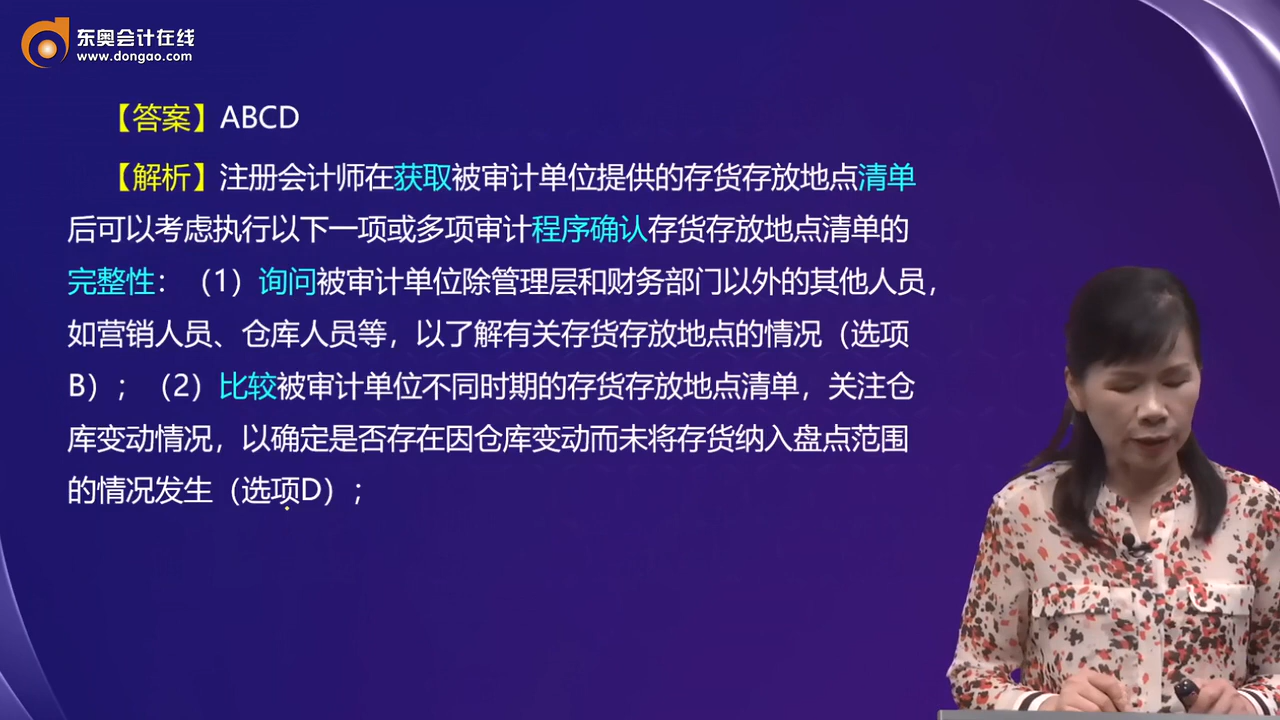 东奥会计在线
www.dongao.com
【答案】ABCD
【解析】注册会计师在获取被审计单位提供的存货存放地点清单
后可以考虑执行以下一项或多项审计程序确认存货存放地点清单的
完整性：（1）询问被审计单位除管理层和财务部门以外的其他人员，
如营销人员、仓库人员等，以了解有关存货存放地点的情况（选项
B）；（2）比较被审计单位不同时期的存货存放地点清单，关注仓
库变动情况，以确定是否存在因仓库变动而未将存货纳入盘点范围
的情况发生（选项D）；